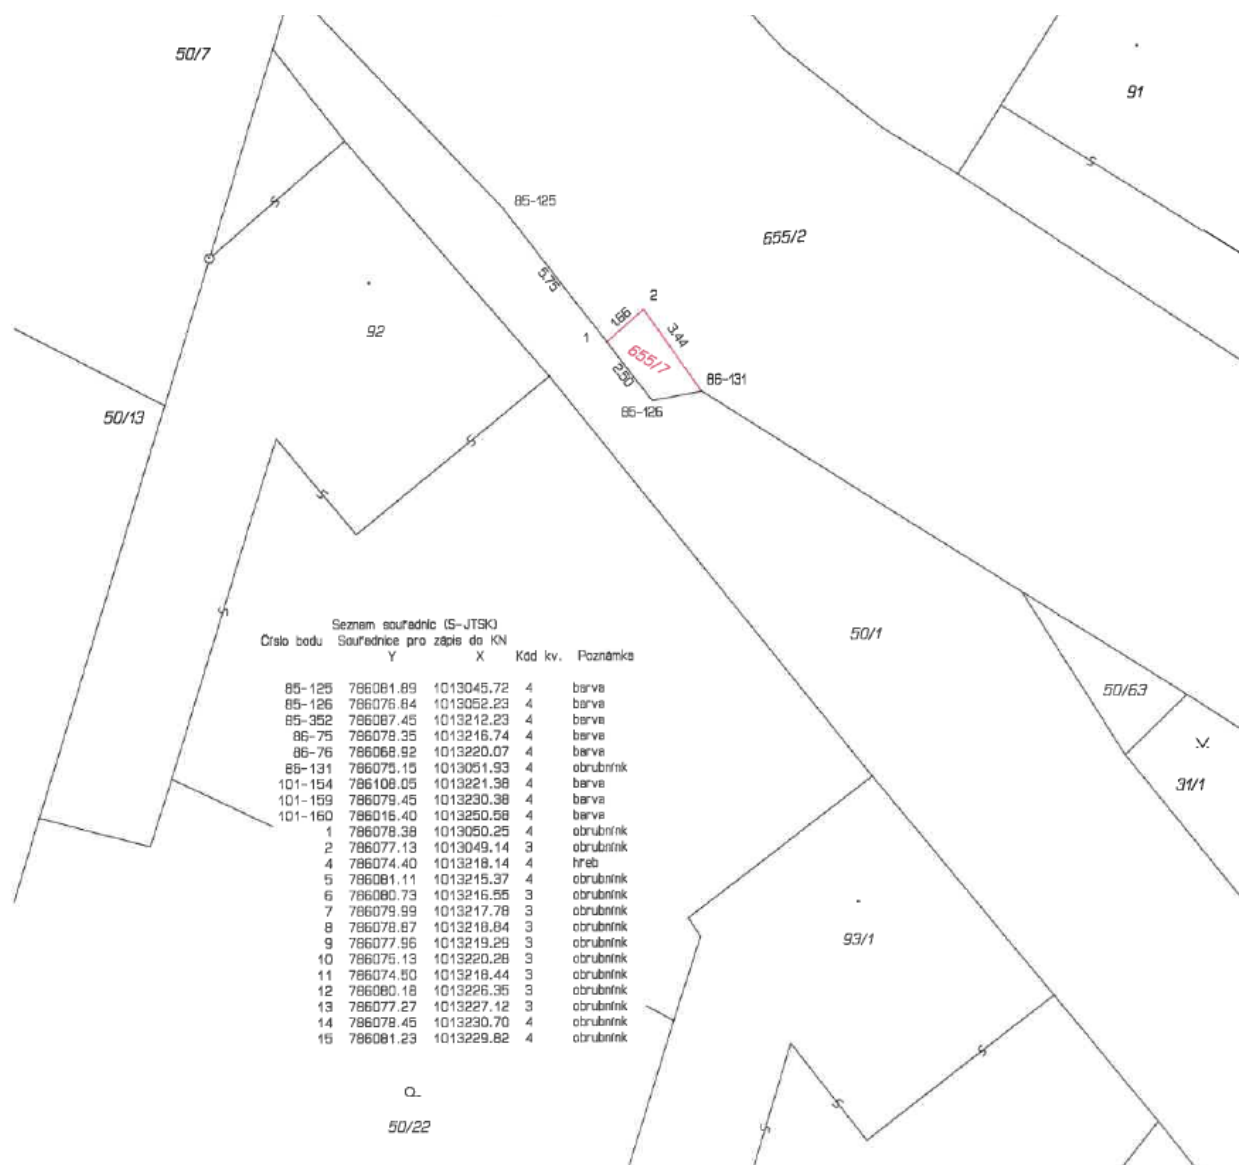 50/7
91
85-125
655/2
5.75
2
1.66
92
1
3.44
655/7
2.50
86-131
85-126
50/13
Seznam souřadnic (S-JTSK)
Číslo bodu Souřadnice pro zápis do KN
Y X Kód kv. Poznámka
85-125 786081.89 1013045.72 4 barva
85-126 786076.84 1013052.23 4 barva
85-352 786087.45 1013212.23 4 barva
86-75 786078.35 1013216.74 4 barva
86-76 786068.92 1013220.07 4 barva
86-131 786075.15 1013051.93 4 obrubník
101-154 786108.05 1013221.38 4 barva
101-159 786079.45 1013230.38 4 barva
101-160 786016.40 1013250.58 4 barva
1 786078.38 1013050.25 4 obrubník
2 786077.13 1013049.14 3 obrubník
4 786074.40 1013218.14 4 hřeb
5 786081.11 1013215.37 4 obrubník
6 786080.73 1013216.55 3 obrubník
7 786079.99 1013217.78 3 obrubník
8 786078.87 1013218.84 3 obrubník
9 786077.96 1013219.29 3 obrubník
10 786075.13 1013220.28 3 obrubník
11 786074.50 1013218.44 3 obrubník
12 786080.18 1013226.35 3 obrubník
13 786077.27 1013227.12 3 obrubník
14 786078.45 1013230.70 4 obrubník
15 786081.23 1013229.82 4 obrubník
50/1
50/63
31/1
93/1
50/22